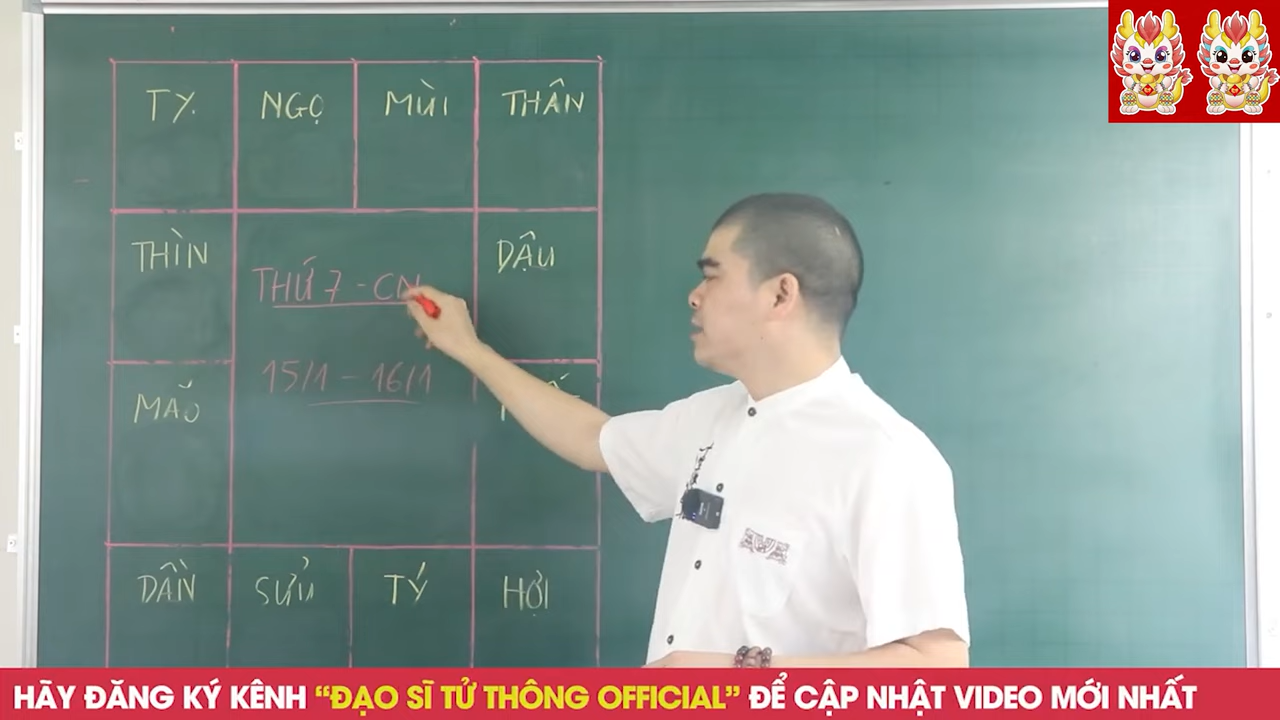 TỴ NGỌ MÙI THÂN
THÌN DẬU
THỨ 7 - CN
15/1 - 16/1
MÃO
DẦN SỬU TÝ HỢI
HÃY ĐĂNG KÝ KÊNH “ĐẠO SĨ TỬ THÔNG OFFICIAL” ĐỂ CẬP NHẬT VIDEO MỚI NHẤT